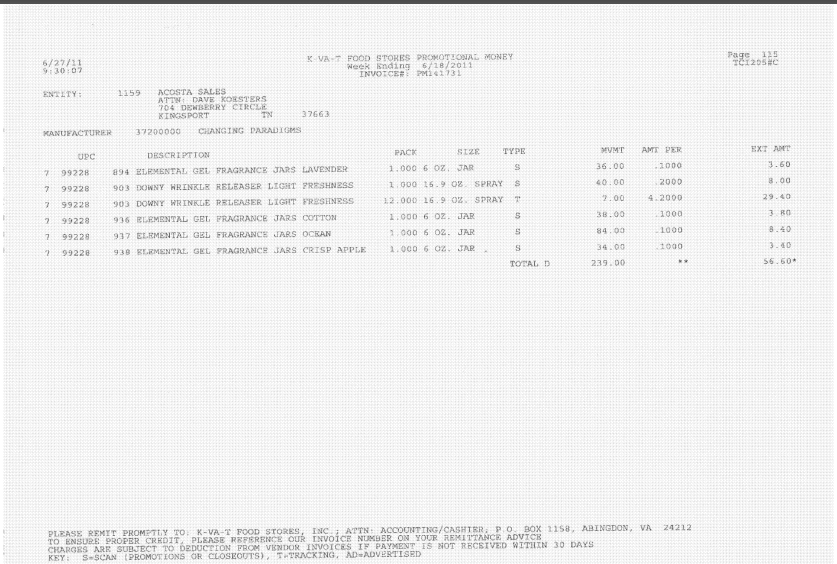 6/27/11 K-VA-T FOOD STORES PROMOTIONAL MONEY Page 115
9:30:07 Week Ending 6/18/2011 TCI205#C
INVOICE#: PM141731
ENTITY: 1159 ACOSTA SALES
ATTN: DAVE KOESTERS
704 DEWBERRY CIRCLE
KINGSPORT TN 37663
MANUFACTURER 37200000 CHANGING PARADIGMS
UPC DESCRIPTION PACK SIZE TYPE MVMT AMT PER EXT AMT
7 99228 894 ELEMENTAL GEL FRAGRANCE JARS LAVENDER 1.000 6 OZ. JAR S 36.00 .1000 3.60
7 99228 903 DOWNY WRINKLE RELEASER LIGHT FRESHNESS 1.000 16.9 OZ. SPRAY S 40.00 .2000 8.00
7 99228 903 DOWNY WRINKLE RELEASER LIGHT FRESHNESS 12.000 16.9 OZ. SPRAY T 7.00 4.2000 29.40
7 99228 936 ELEMENTAL GEL FRAGRANCE JARS COTTON 1.000 6 OZ. JAR S 38.00 .1000 3.80
7 99228 937 ELEMENTAL GEL FRAGRANCE JARS OCEAN 1.000 6 OZ. JAR S 84.00 .1000 8.40
7 99228 938 ELEMENTAL GEL FRAGRANCE JARS CRISP APPLE 1.000 6 OZ. JAR S 34.00 .1000 3.40
TOTAL D 239.00 ** 56.60*
PLEASE REMIT PROMPTLY TO: K-VA-T FOOD STORES, INC.; ATTN: ACCOUNTING/CASHIER; P.O. BOX 1158, ABINGDON, VA 24212
TO ENSURE PROPER CREDIT, PLEASE REFERENCE OUR INVOICE NUMBER ON YOUR REMITTANCE ADVICE
CHARGES ARE SUBJECT TO DEDUCTION FROM VENDOR INVOICES IF PAYMENT IS NOT RECEIVED WITHIN 30 DAYS
KEY: S=SCAN (PROMOTIONS OR CLOSEOUTS), T=TRACKING, AD=ADVERTISED